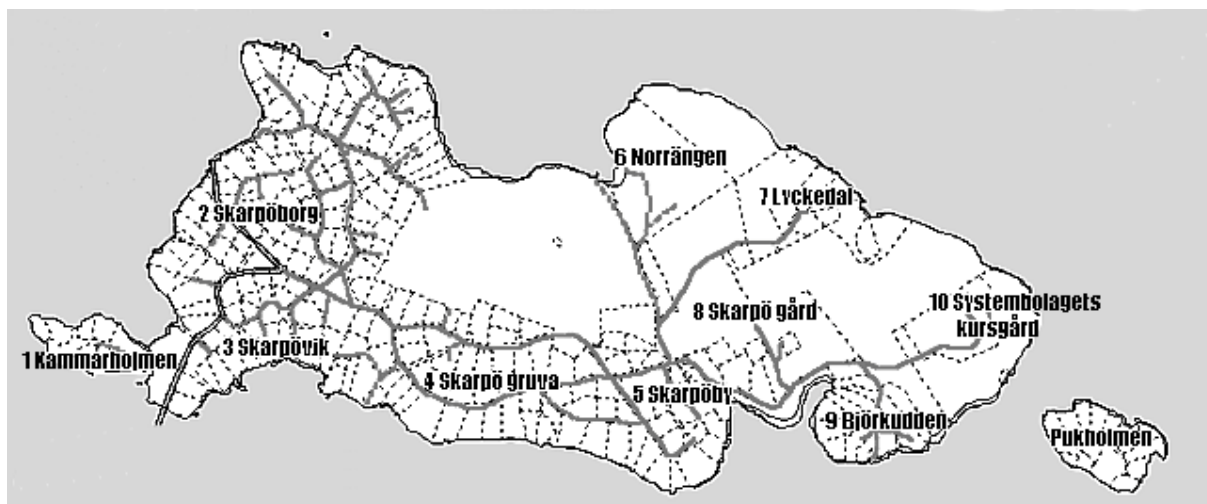 6 Norrängen
7 Lyckedal
2 Skarpöborg
10 Systembolagets
kursgård
8 Skarpö gård
1 Kammarholmen
3 Skarpövik
4 Skarpö gruva
5 Skarpöby
9 Björkudden
Pukholmen